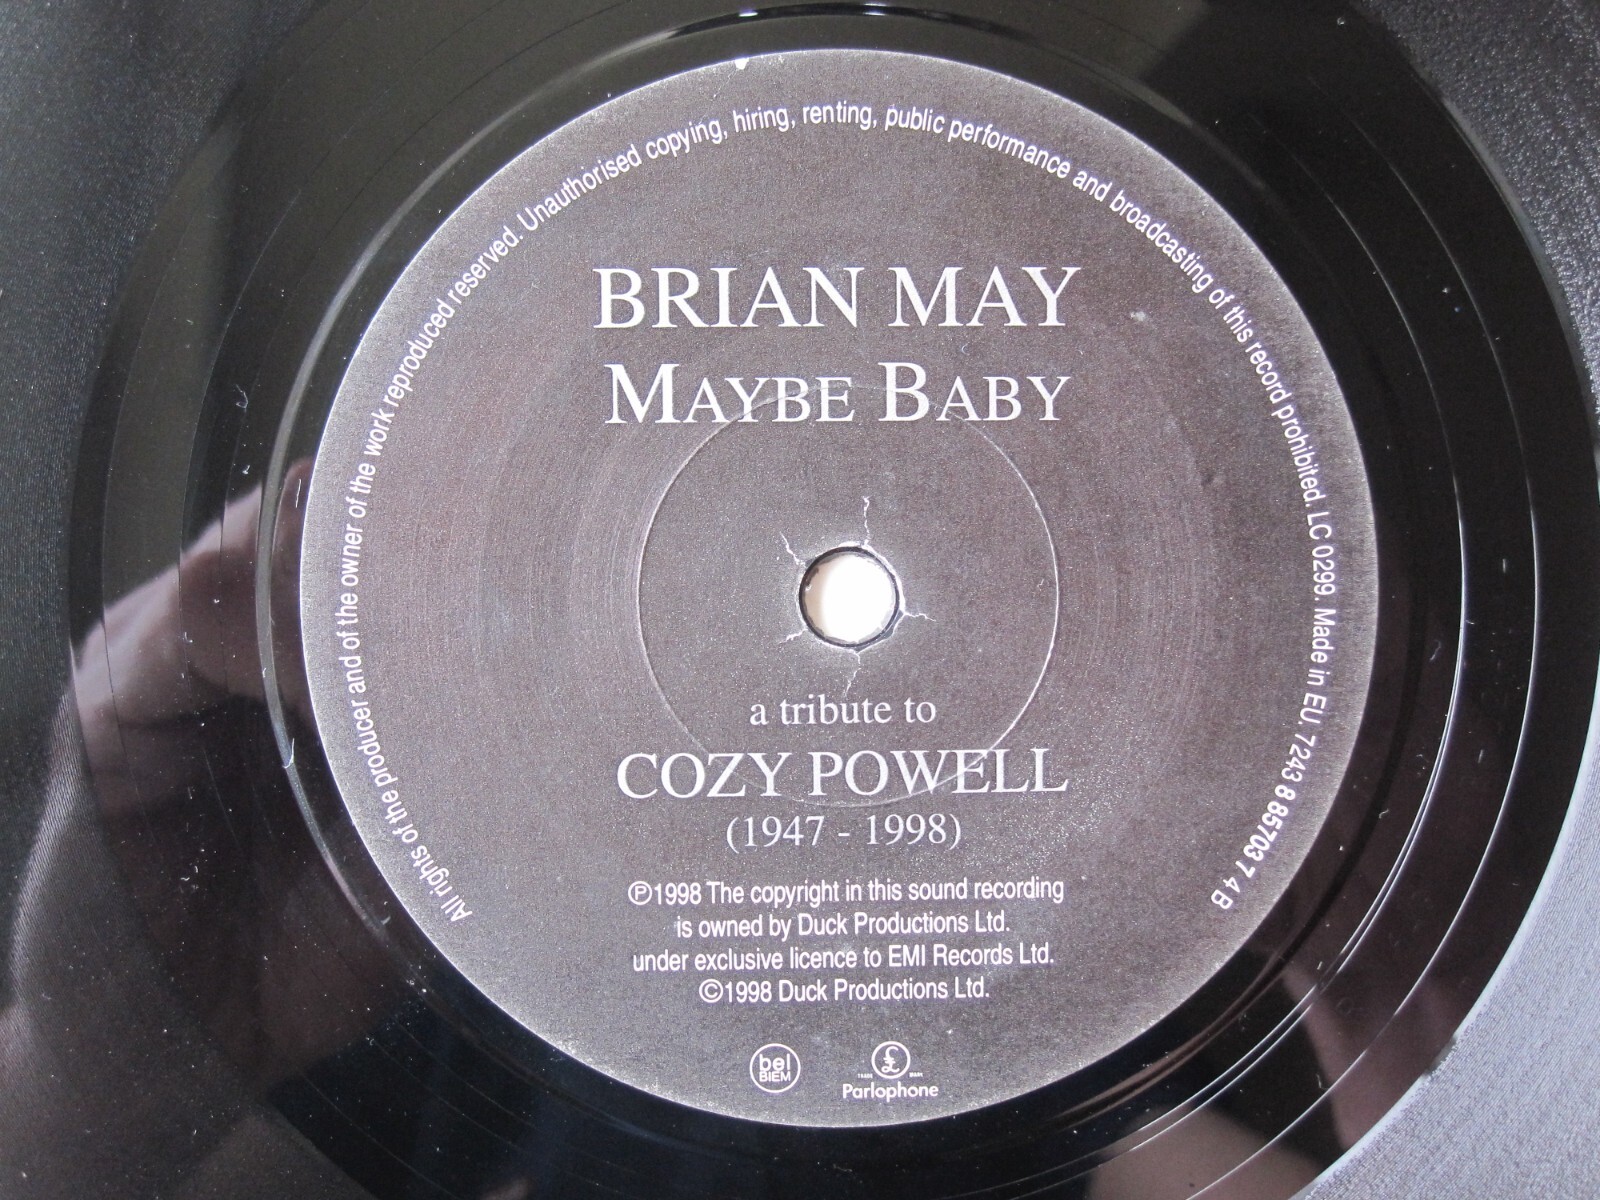 All rights of the producer and of the owner of the work reproduced reserved. Unauthorised copying, hiring, renting, public performance and broadcasting of this record prohibited. LC 0299. Made in EU. 7243 8 85703 7 4 B
BRIAN MAY
MAYBE BABY
a tribute to
COZY POWELL
(1947 - 1998)
Ⓟ1998 The copyright in this sound recording
is owned by Duck Productions Ltd.
under exclusive licence to EMI Records Ltd.
©1998 Duck Productions Ltd.
bel
BIEM
£
TRADE MARK
Parlophone